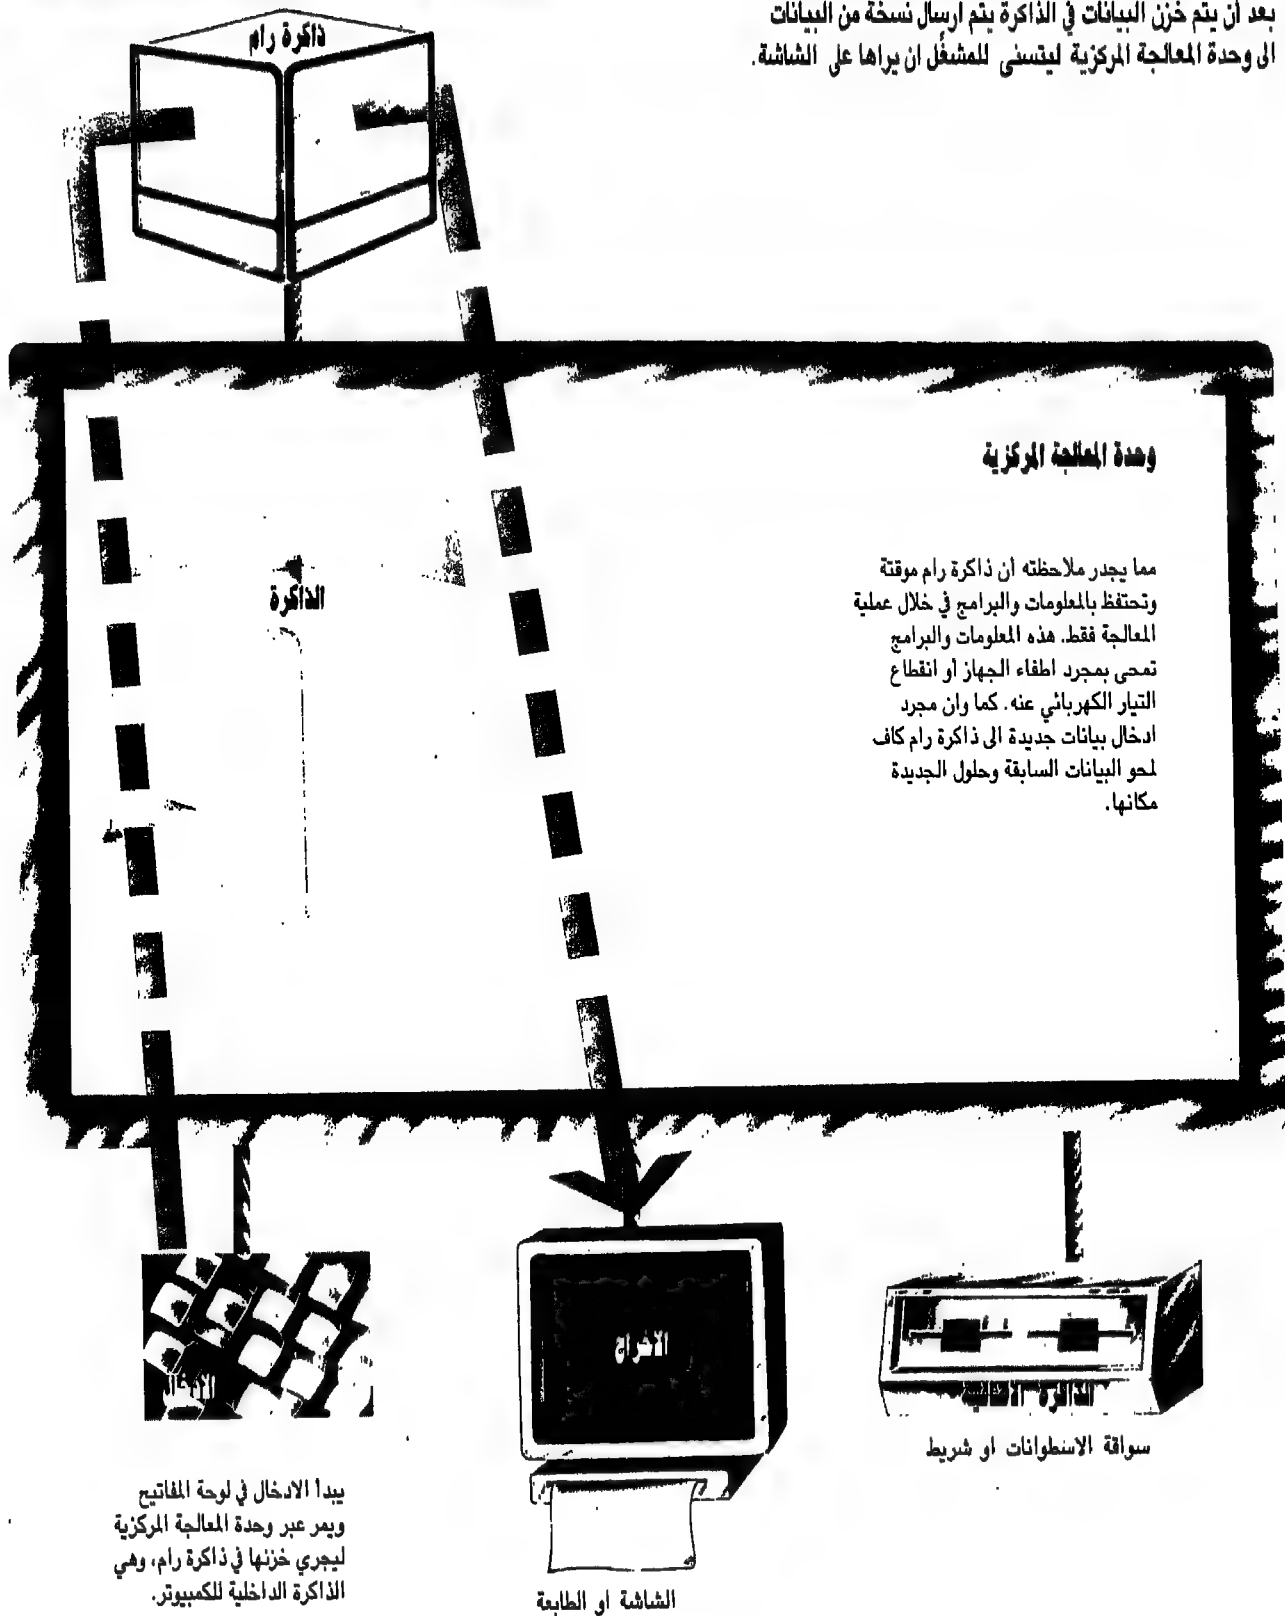 بعد أن يتم خزن البيانات في الذاكرة يتم ارسال نسخة من البيانات
الى وحدة المعالجة المركزية ليتسنى للمشغّل ان يراها على الشاشة.
ذاكرة رام
وحدة المعالجة المركزية
مما يجدر ملاحظته أن ذاكرة رام موقتة
وتحتفظ بالمعلومات والبرامج في خلال عملية
المعالجة فقط. هذه المعلومات والبرامج
تمحى بمجرد اطفاء الجهاز أو انقطاع
التيار الكهربائي عنه. كما وان مجرد
ادخال بيانات جديدة الى ذاكرة رام كاف
لمحو البيانات السابقة وحلول الجديدة
مكانها.
الذاكرة
الذاكرة الاضافية
سواقة الاسطوانات او شريط
الاخراج
الشاشة او الطابعة
الادخال
يبدأ الادخال في لوحة المفاتيح
ويمر عبر وحدة المعالجة المركزية
ليجري خزنها في ذاكرة رام، وهي
الذاكرة الداخلية للكمبيوتر.